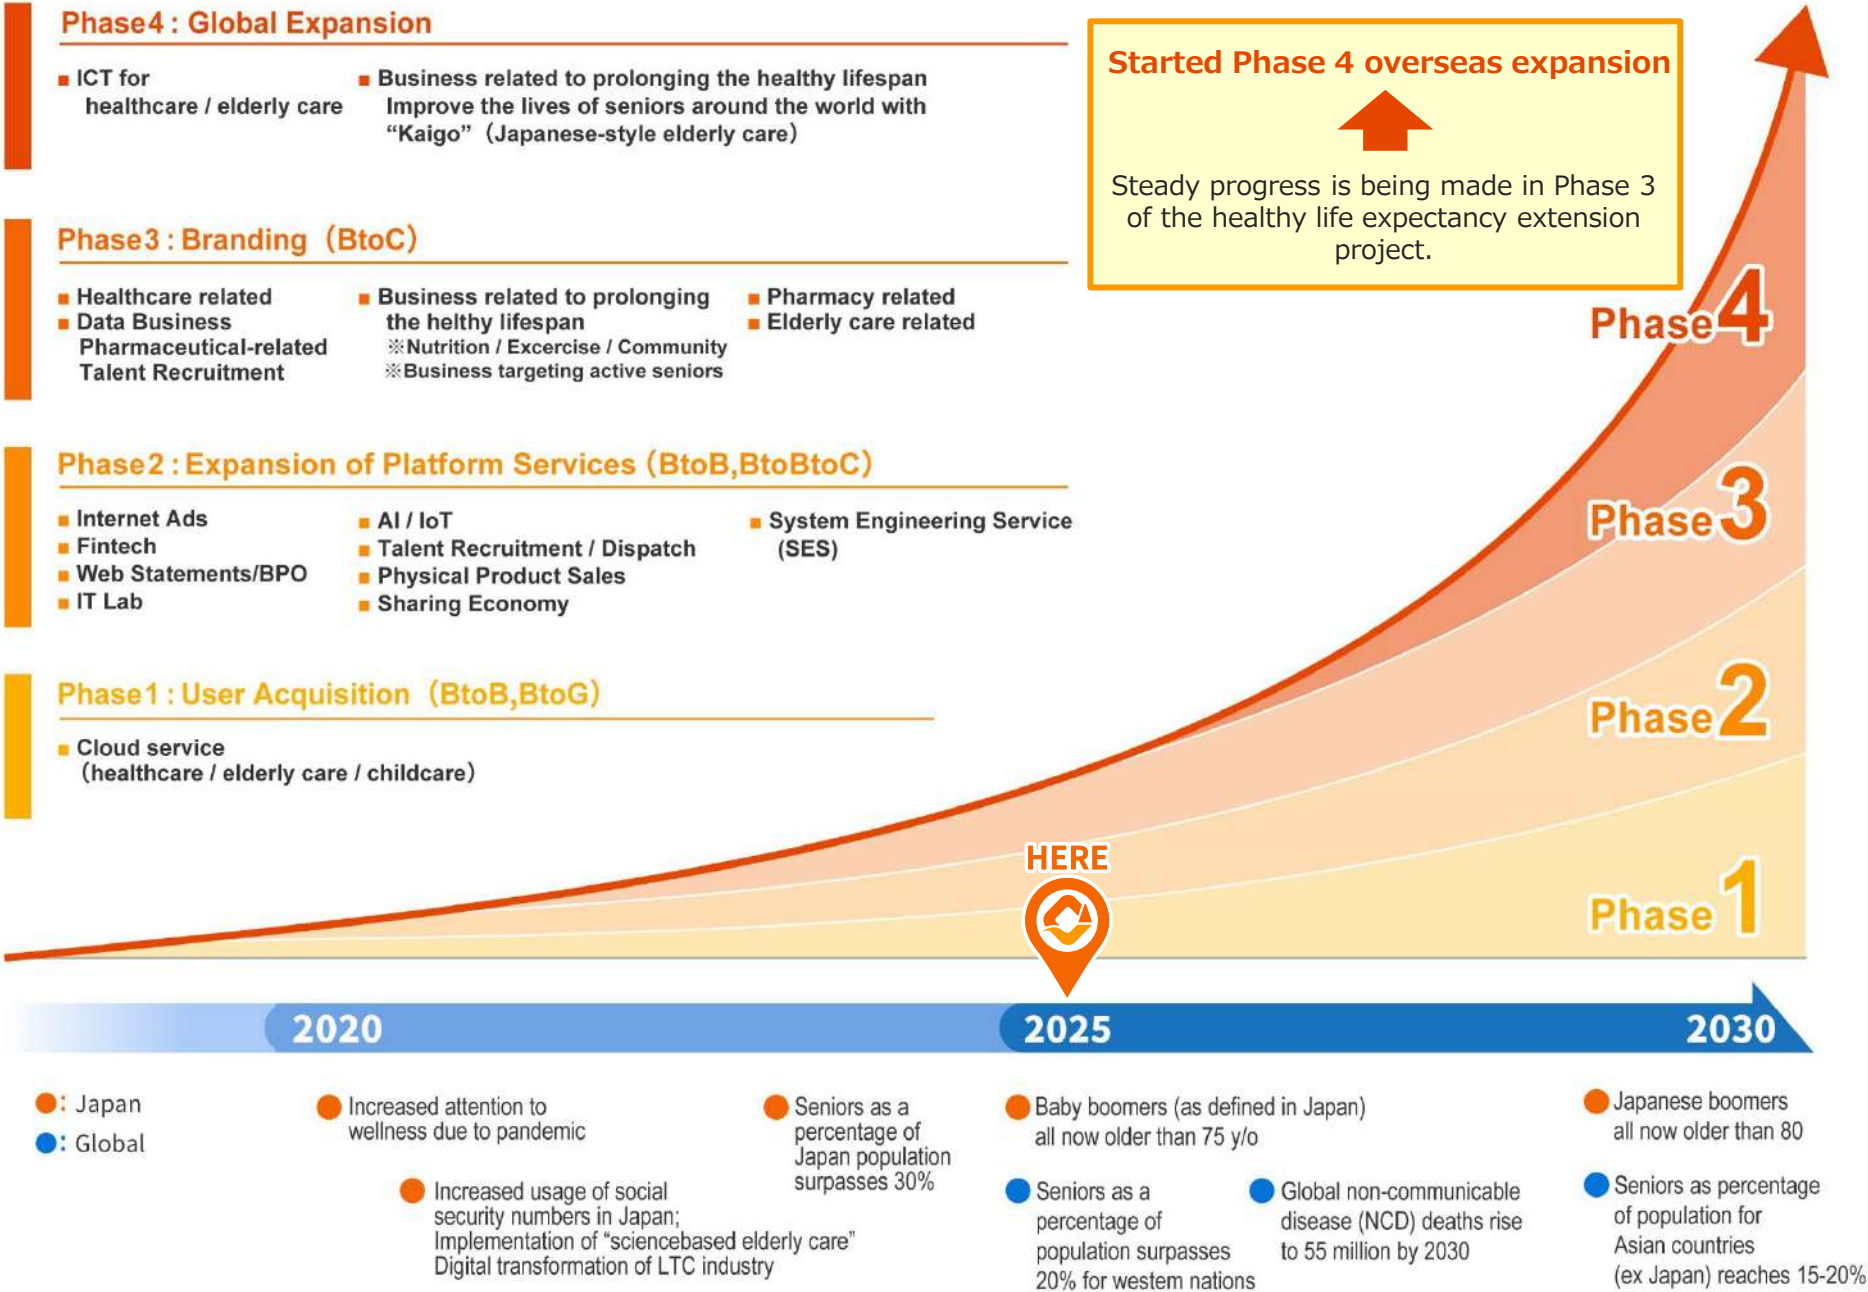 Phase4 : Global Expansion
■ ICT for
healthcare / elderly care
■ Business related to prolonging the healthy lifespan
Improve the lives of seniors around the world with
“Kaigo”（Japanese-style elderly care）
Started Phase 4 overseas expansion
Steady progress is being made in Phase 3
of the healthy life expectancy extension
project.
Phase3 : Branding（BtoC）
■ Healthcare related
■ Data Business
Pharmaceutical-related
Talent Recruitment
■ Business related to prolonging
the helthy lifespan
※Nutrition / Excercise / Community
※Business targeting active seniors
■ Pharmacy related
■ Elderly care related
Phase2 : Expansion of Platform Services（BtoB,BtoBtoC）
■ Internet Ads
■ Fintech
■ Web Statements/BPO
■ IT Lab
■ AI / IoT
■ Talent Recruitment / Dispatch
■ Physical Product Sales
■ Sharing Economy
■ System Engineering Service
(SES)
Phase1 : User Acquisition（BtoB,BtoG）
■ Cloud service
（healthcare / elderly care / childcare）
Phase 4
Phase 3
Phase 2
Phase 1
HERE
2020
2025
2030
: Japan
: Global
Increased attention to
wellness due to pandemic
Increased usage of social
security numbers in Japan;
Implementation of “sciencebased elderly care”
Digital transformation of LTC industry
Seniors as a
percentage of
Japan population
surpasses 30%
Baby boomers (as defined in Japan)
all now older than 75 y/o
Seniors as a
percentage of
population surpasses
20% for westem nations
Global non-communicable
disease (NCD) deaths rise
to 55 million by 2030
Japanese boomers
all now older than 80
Seniors as percentage
of population for
Asian countries
(ex Japan) reaches 15-20%